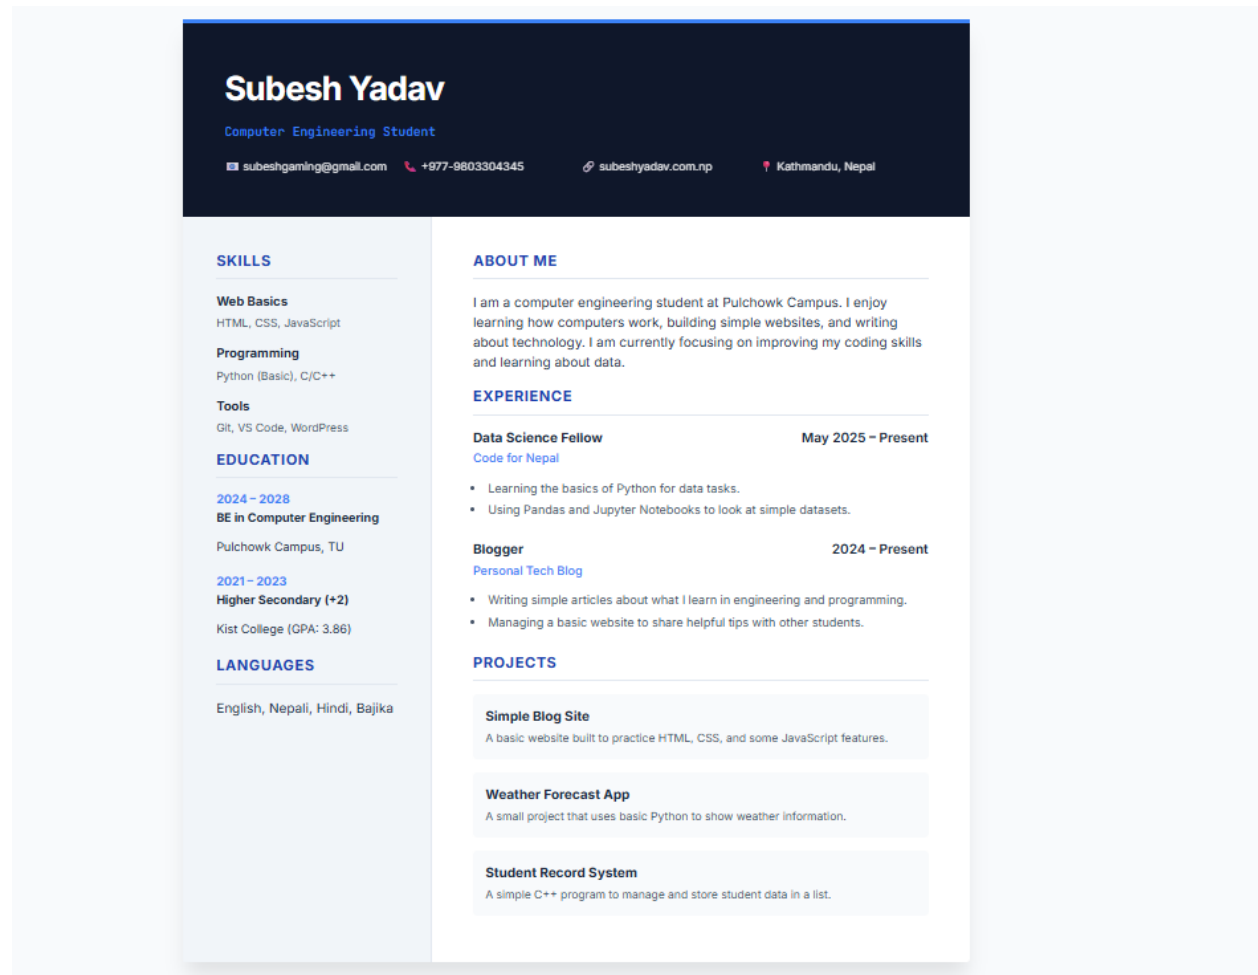 Subesh Yadav
Computer Engineering Student
subeshgaming@gmail.com +977-9803304345 subeshyadav.com.np Kathmandu, Nepal
SKILLS
Web Basics
HTML, CSS, JavaScript
Programming
Python (Basic), C/C++
Tools
Git, VS Code, WordPress
EDUCATION
2024 – 2028
BE in Computer Engineering
Pulchowk Campus, TU
2021 – 2023
Higher Secondary (+2)
Kist College (GPA: 3.86)
LANGUAGES
English, Nepali, Hindi, Bajika
ABOUT ME
I am a computer engineering student at Pulchowk Campus. I enjoy
learning how computers work, building simple websites, and writing
about technology. I am currently focusing on improving my coding skills
and learning about data.
EXPERIENCE
Data Science Fellow May 2025 – Present
Code for Nepal
• Learning the basics of Python for data tasks.
• Using Pandas and Jupyter Notebooks to look at simple datasets.
Blogger 2024 – Present
Personal Tech Blog
• Writing simple articles about what I learn in engineering and programming.
• Managing a basic website to share helpful tips with other students.
PROJECTS
Simple Blog Site
A basic website built to practice HTML, CSS, and some JavaScript features.
Weather Forecast App
A small project that uses basic Python to show weather information.
Student Record System
A simple C++ program to manage and store student data in a list.